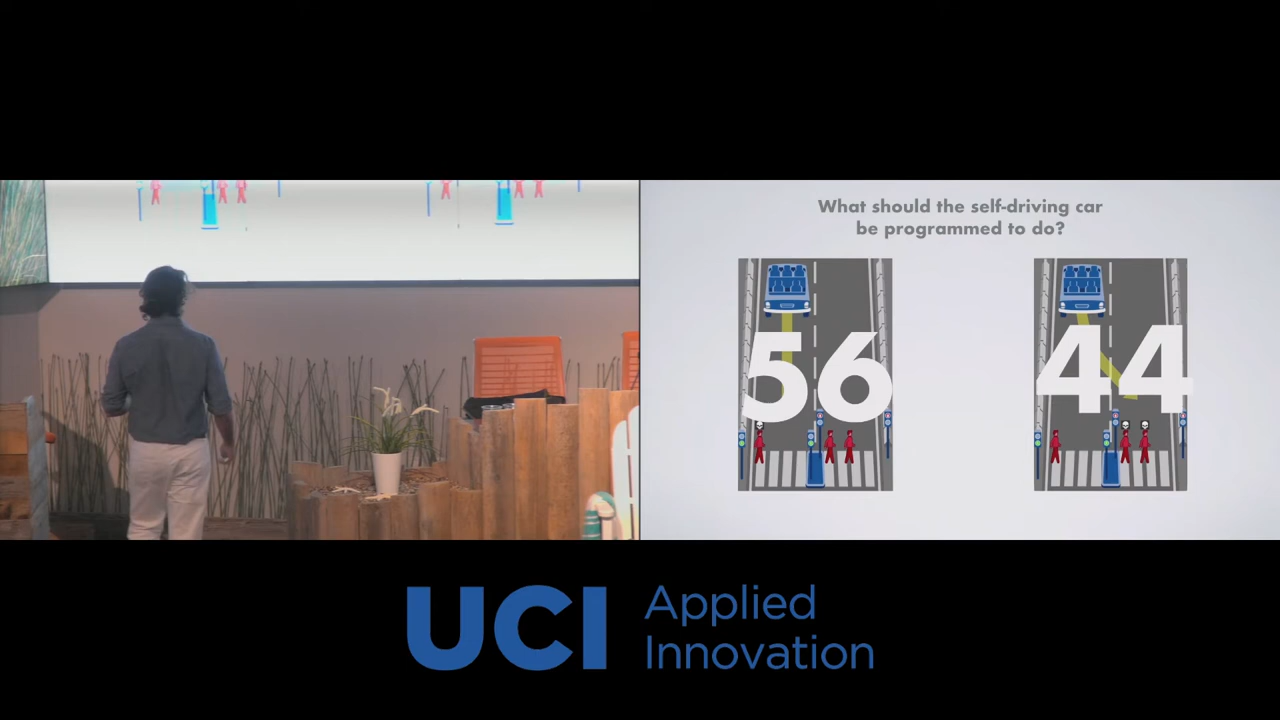 What should the self-driving car
be programmed to do?
56
44
UCI Applied
Innovation